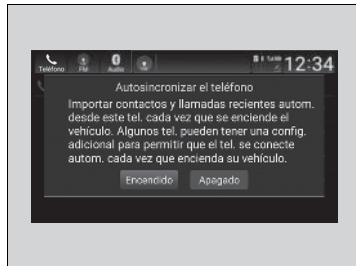 Teléfono FM Audio 12:34
Autosincronizar el teléfono
Importar contactos y llamadas recientes autom.
desde este tel. cada vez que se enciende el
vehículo. Algunos tel. pueden tener una config.
adicional para permitir que el tel. se conecte
autom. cada vez que encienda su vehículo.
Encendido Apagado